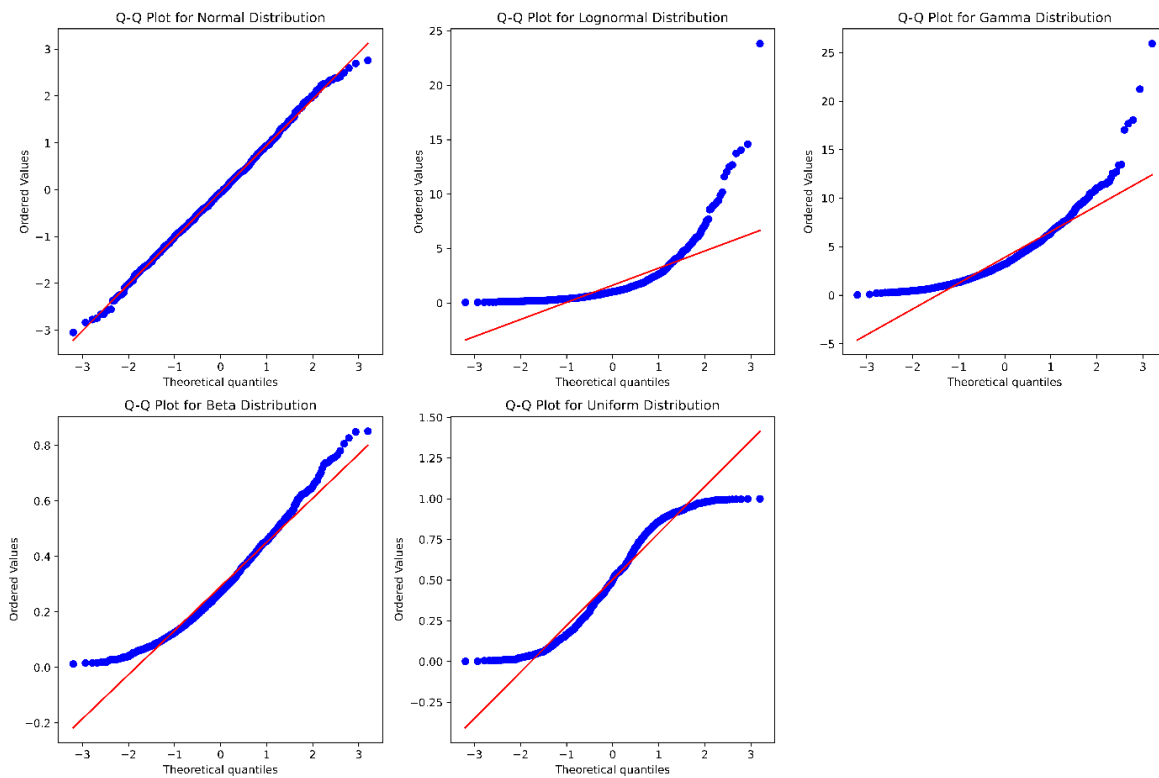 Q-Q Plot for Normal Distribution
Ordered Values
3
2
1
0
−1
−2
−3
−3 −2 −1 0 1 2 3
Theoretical quantiles
Q-Q Plot for Lognormal Distribution
Ordered Values
25
20
15
10
5
0
−3 −2 −1 0 1 2 3
Theoretical quantiles
Q-Q Plot for Gamma Distribution
Ordered Values
25
20
15
10
5
0
−5
−3 −2 −1 0 1 2 3
Theoretical quantiles
Q-Q Plot for Beta Distribution
Ordered Values
0.8
0.6
0.4
0.2
0.0
−0.2
−3 −2 −1 0 1 2 3
Theoretical quantiles
Q-Q Plot for Uniform Distribution
Ordered Values
1.50
1.25
1.00
0.75
0.50
0.25
0.00
−0.25
−3 −2 −1 0 1 2 3
Theoretical quantiles